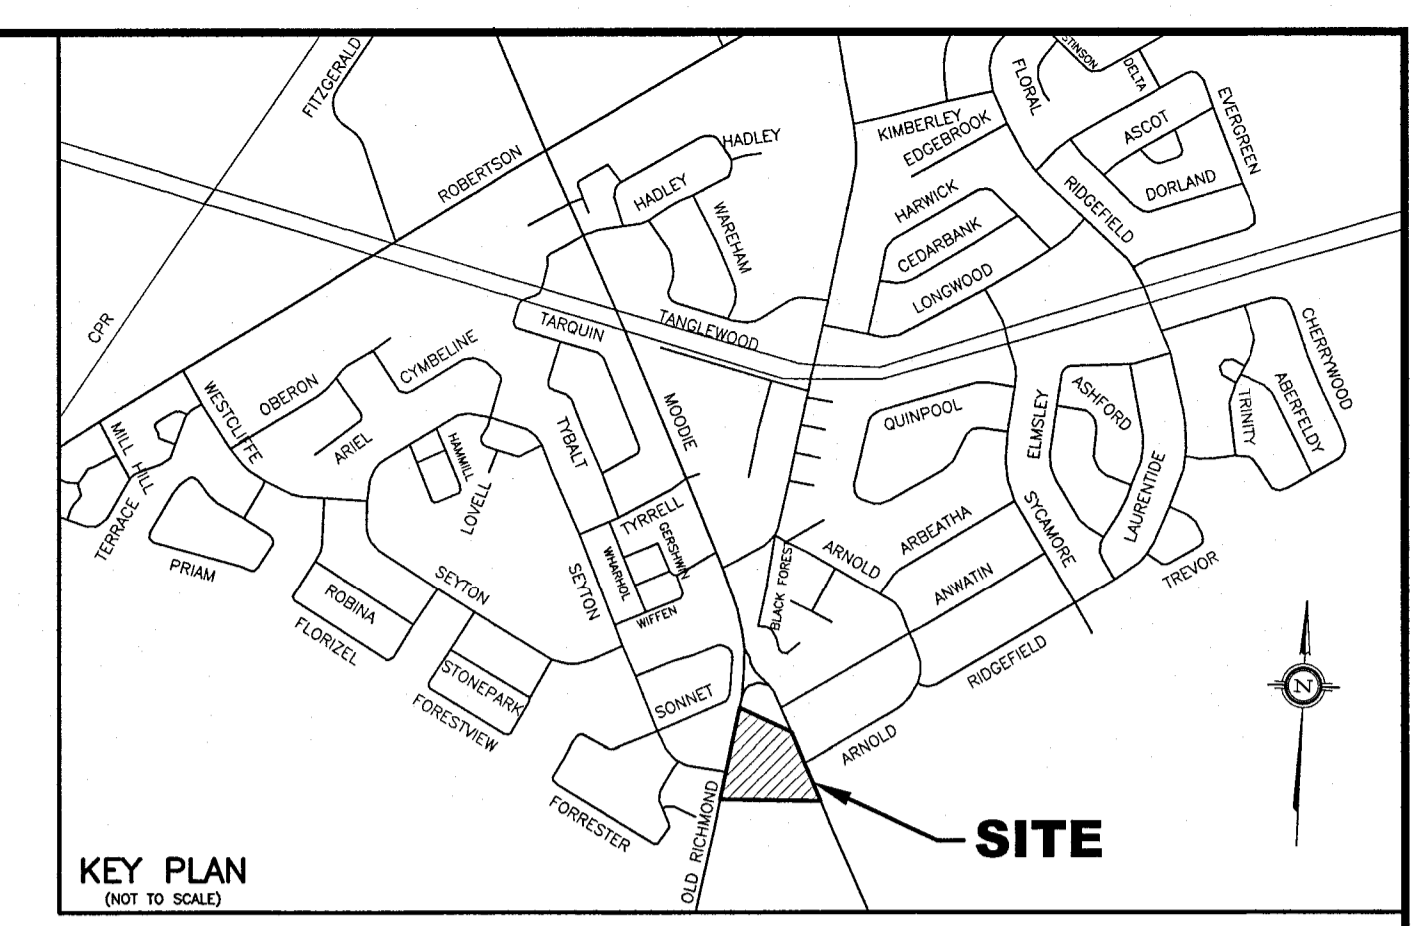 FITZGERALD
STINSON
DELTA
FLORAL
EVERGREEN
KIMBERLEY
EDGEBROOK
ASCOT
HADLEY
ROBERTSON
HADLEY
HARWICK
RIDGEFIELD
DORLAND
WAREHAM
CEDARBANK
LONGWOOD
CPR
TARQUIN
TANGLEWOOD
CHERRYWOOD
CYMBELINE
OBERON
WESTCLIFFE
MOODIE
QUINPOOL
ELMSLEY
ASHFORD
TRINITY
ABERFELDY
MILL HILL
ARIEL
HAMMILL
TYBALT
TERRACE
LOVELL
TYRRELL
GERSHWIN
ARBEATHA
SYCAMORE
LAURENTIDE
PRIAM
SEYTON
WHARHOL
SEYTON
BLACK FORES
ARNOLD
ANWATIN
TREVOR
ROBINA
FLORIZEL
WIFFEN
RIDGEFIELD
STONEPARK
FORESTVIEW
SONNET
N
ARNOLD
FORRESTER
OLD RICHMOND
SITE
KEY PLAN
(NOT TO SCALE)